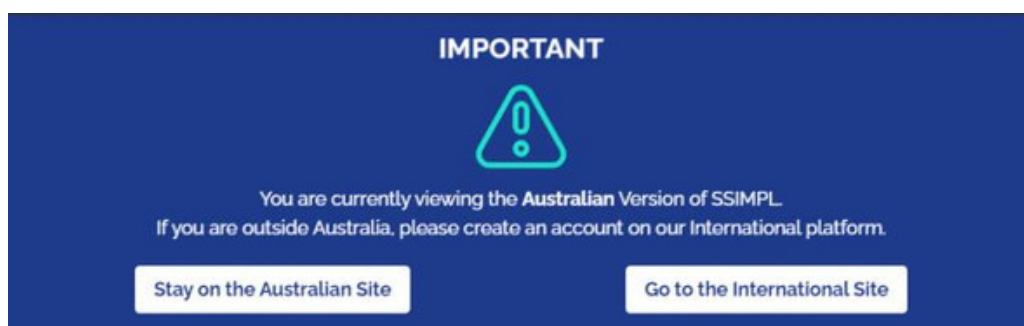 IMPORTANT
You are currently viewing the Australian Version of SSIMPL.
If you are outside Australia, please create an account on our International platform.
Stay on the Australian Site
Go to the International Site